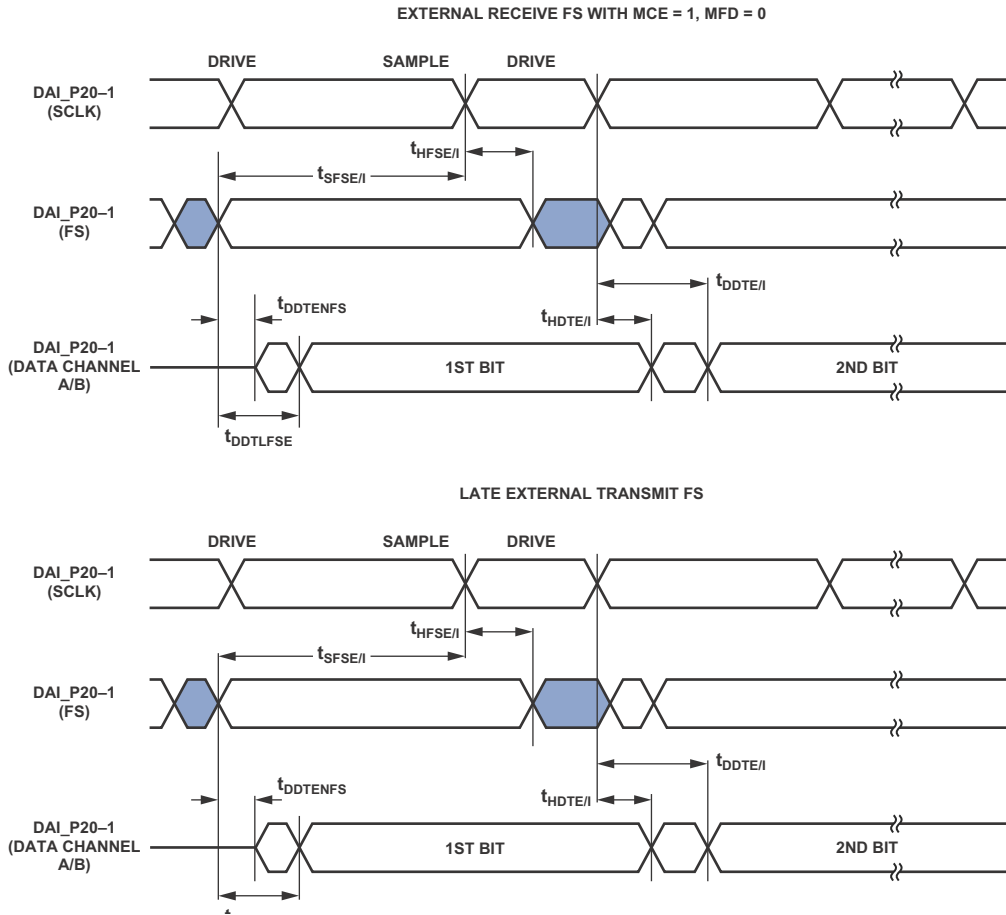 EXTERNAL RECEIVE FS WITH MCE = 1, MFD = 0
DRIVE SAMPLE DRIVE
DAI_P20–1
(SCLK)
tHFSE/I
tSFSE/I
DAI_P20–1
(FS)
tDDTE/I
tDDTENFS
tHDTE/I
DAI_P20–1
(DATA CHANNEL
A/B)
1ST BIT 2ND BIT
tDDTLFSE
LATE EXTERNAL TRANSMIT FS
DRIVE SAMPLE DRIVE
DAI_P20–1
(SCLK)
tHFSE/I
tSFSE/I
DAI_P20–1
(FS)
tDDTE/I
tDDTENFS
tHDTE/I
DAI_P20–1
(DATA CHANNEL
A/B)
1ST BIT 2ND BIT